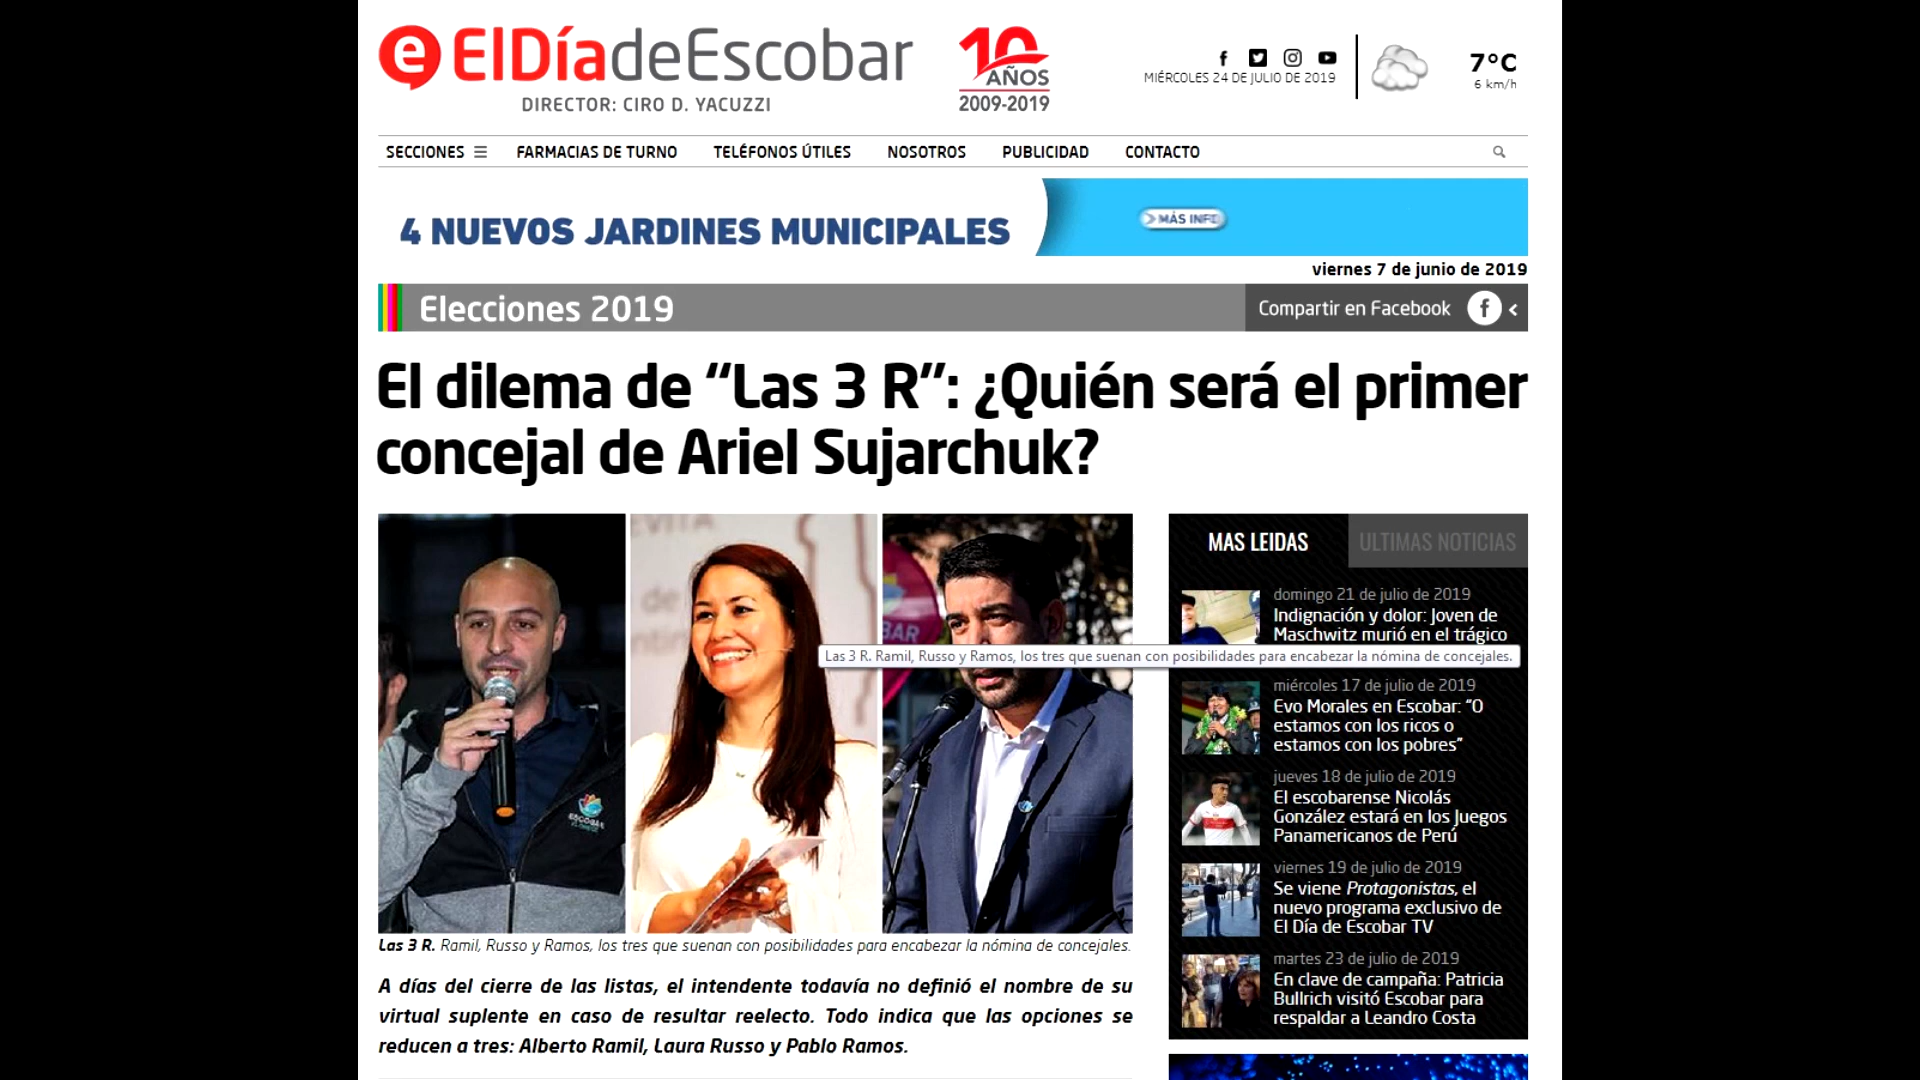 e ElDíadeEscobar
DIRECTOR: CIRO D. YACUZZI
10
AÑOS
2009-2019
MIÉRCOLES 24 DE JULIO DE 2019
7°C
6 km/h
SECCIONES
FARMACIAS DE TURNO
TELÉFONOS ÚTILES
NOSOTROS
PUBLICIDAD
CONTACTO
4 NUEVOS JARDINES MUNICIPALES
MÁS INFO
viernes 7 de junio de 2019
Elecciones 2019
Compartir en Facebook
El dilema de “Las 3 R”: ¿Quién será el primer
concejal de Ariel Sujarchuk?
ESCOBAR
Las 3 R. Ramil, Russo y Ramos, los tres que suenan con posibilidades para encabezar la nómina de concejales.
Las 3 R. Ramil, Russo y Ramos, los tres que suenan con posibilidades para encabezar la nómina de concejales.
A días del cierre de las listas, el intendente todavía no definió el nombre de su
virtual suplente en caso de resultar reelecto. Todo indica que las opciones se
reducen a tres: Alberto Ramil, Laura Russo y Pablo Ramos.
MAS LEIDAS
ULTIMAS NOTICIAS
domingo 21 de julio de 2019
Indignación y dolor: Joven de
Maschwitz murió en el trágico
miércoles 17 de julio de 2019
Evo Morales en Escobar: “O
estamos con los ricos o
estamos con los pobres”
jueves 18 de julio de 2019
El escobarense Nicolás
González estará en los Juegos
Panamericanos de Perú
viernes 19 de julio de 2019
Se viene Protagonistas, el
nuevo programa exclusivo de
El Día de Escobar TV
martes 23 de julio de 2019
En clave de campaña: Patricia
Bullrich visitó Escobar para
respaldar a Leandro Costa